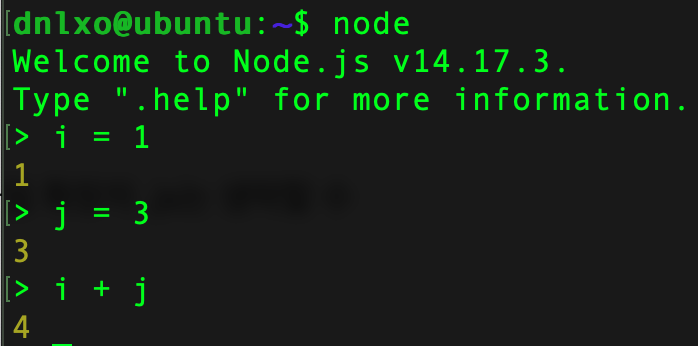 dnlxo@ubuntu:~$ node
Welcome to Node.js v14.17.3.
Type ".help" for more information.
> i = 1
1
> j = 3
3
> i + j
4